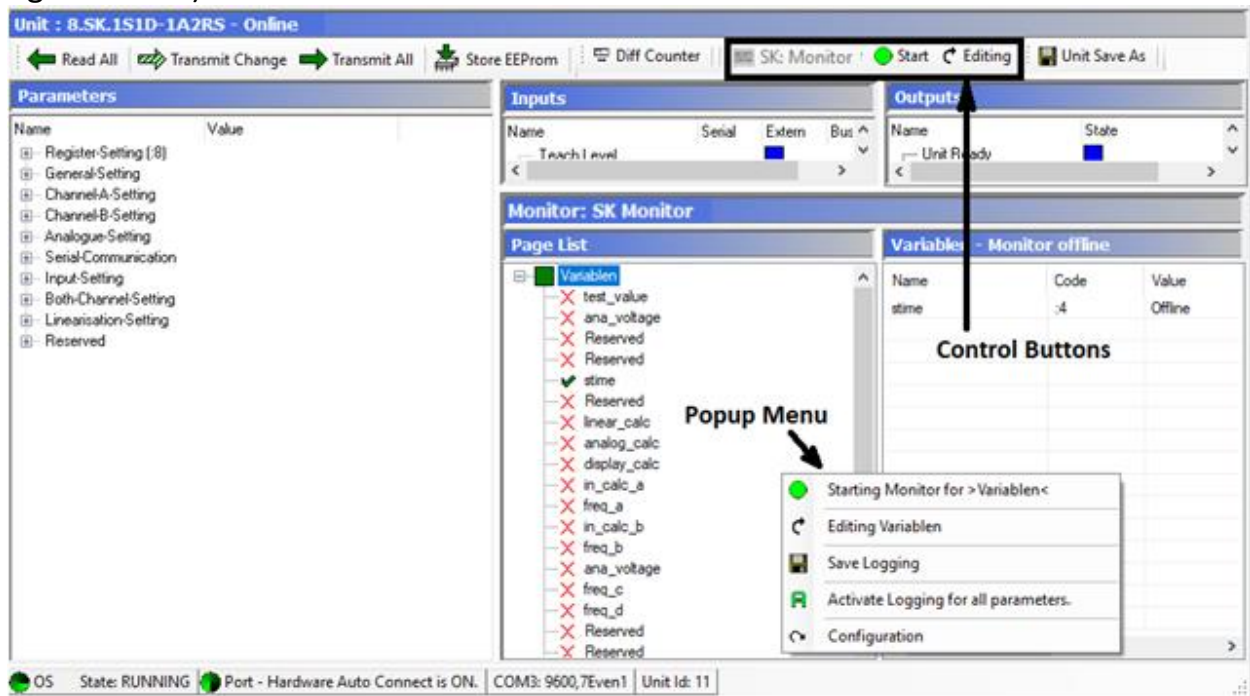 Unit : 8.SK.1S1D-1A2RS - Online
Read All Transmit Change Transmit All Store EEProm Diff Counter SK: Monitor Start Editing Unit Save As
Parameters
Name Value
Register-Setting (:8)
General-Setting
Channel-A-Setting
Channel-B-Setting
Analogue-Setting
Serial-Communication
Input-Setting
Both-Channel-Setting
Linearisation-Setting
Reserved
Inputs
Name Serial Extern Bus
Teach Level
Outputs
Name State
Unit Ready
Monitor: SK Monitor
Page List
Variablen
test_value
ana_voltage
Reserved
Reserved
stime
Reserved
linear_calc
analog_calc
display_calc
in_calc_a
freq_a
in_calc_b
freq_b
ana_voltage
freq_c
freq_d
Reserved
Reserved
Variablen - Monitor offline
Name Code Value
stime :4 Offline
Control Buttons
Popup Menu
Starting Monitor for >Variablen<
Editing Variablen
Save Logging
Activate Logging for all parameters.
Configuration
OS State: RUNNING Port - Hardware Auto Connect is ON. COM3: 9600,7Even1 Unit Id: 11